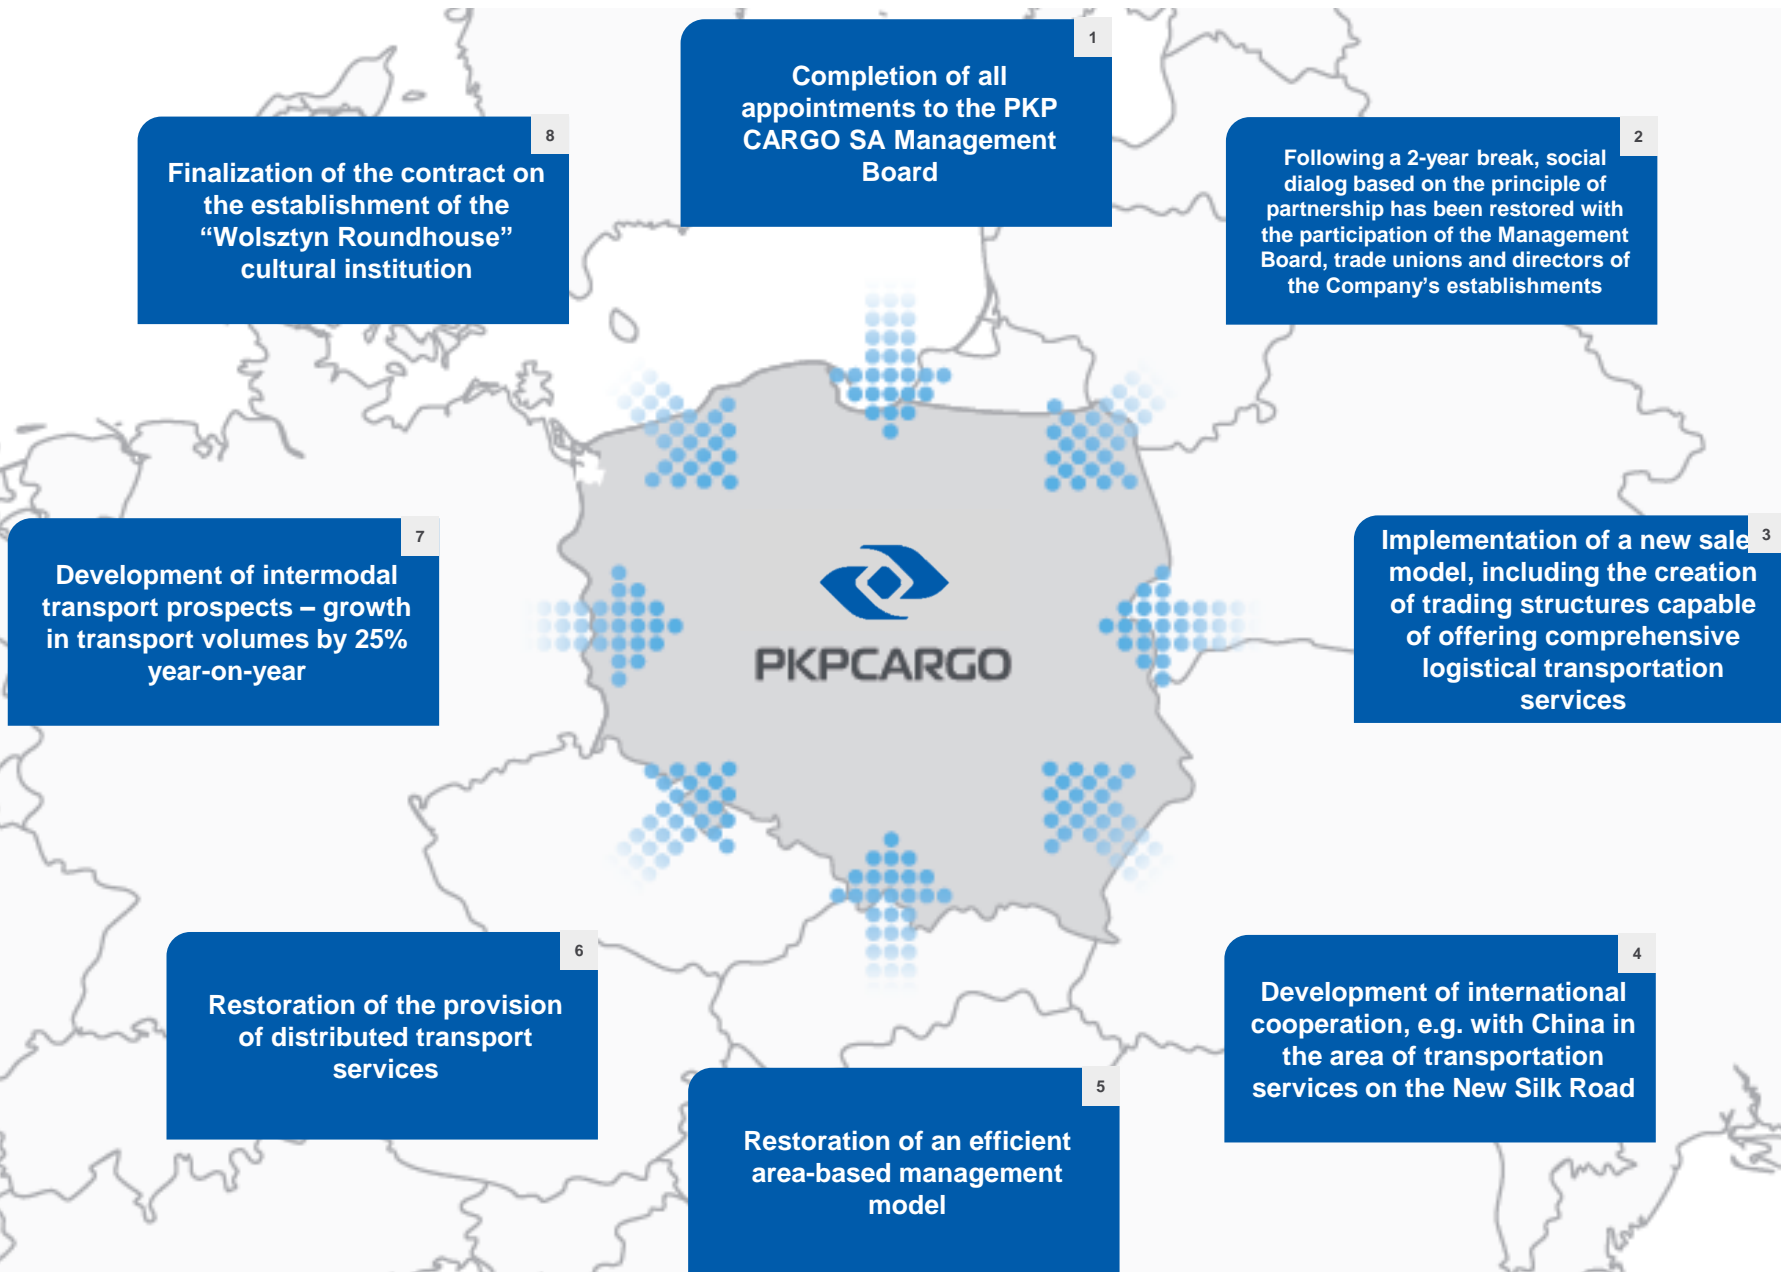 1
Completion of all
appointments to the PKP
CARGO SA Management
Board
2
Following a 2-year break, social
dialog based on the principle of
partnership has been restored with
the participation of the Management
Board, trade unions and directors of
the Company’s establishments
3
Implementation of a new sale
model, including the creation
of trading structures capable
of offering comprehensive
logistical transportation
services
4
Development of international
cooperation, e.g. with China in
the area of transportation
services on the New Silk Road
5
Restoration of an efficient
area-based management
model
6
Restoration of the provision
of distributed transport
services
7
Development of intermodal
transport prospects – growth
in transport volumes by 25%
year-on-year
8
Finalization of the contract on
the establishment of the
“Wolsztyn Roundhouse”
cultural institution
PKPCARGO